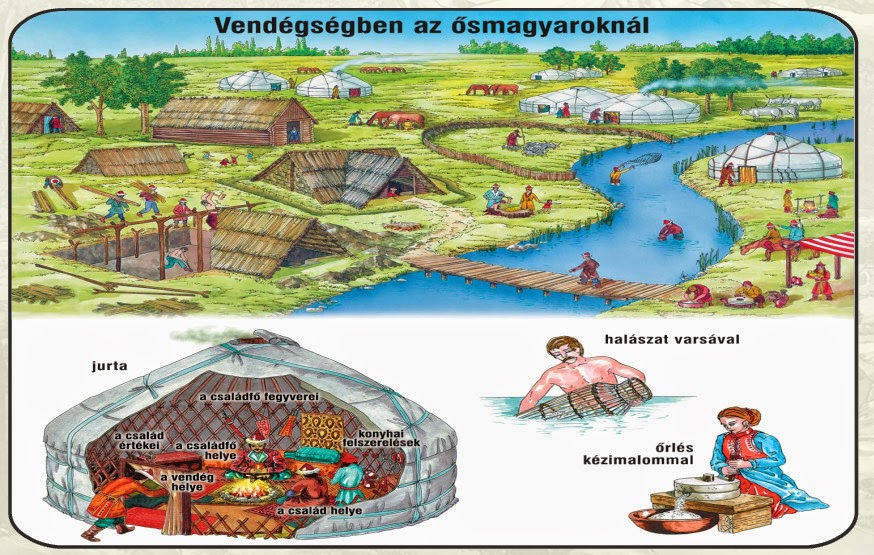 Vendégségben az ősmagyaroknál
jurta
a családfő fegyverei
a család
értékei
a családfő
helye
konyhai
felszerelések
a vendég
helye
a család helye
halászat varsával
őrlés
kézimalommal